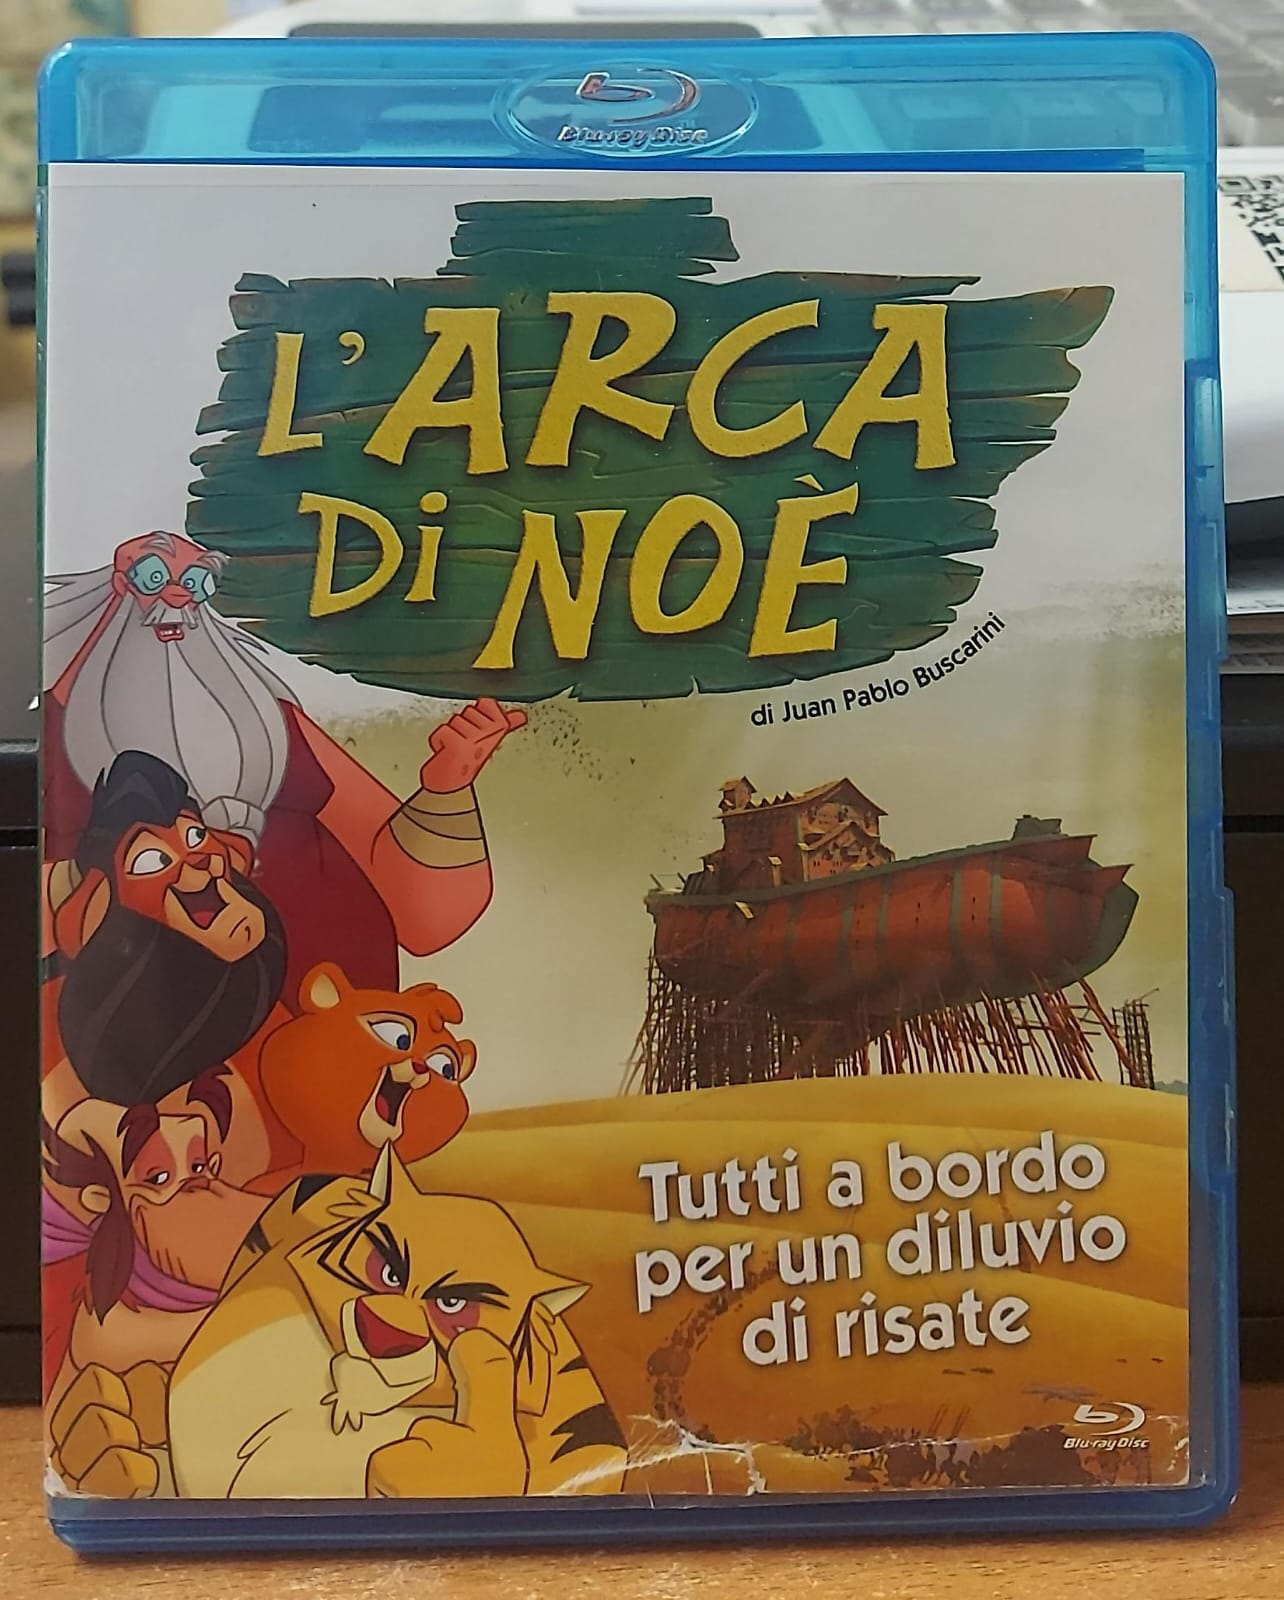 Blu-ray Disc
L'ARCA
Di NOÈ
di Juan Pablo Buscarini
Tutti a bordo
per un diluvio
di risate
Blu-ray Disc